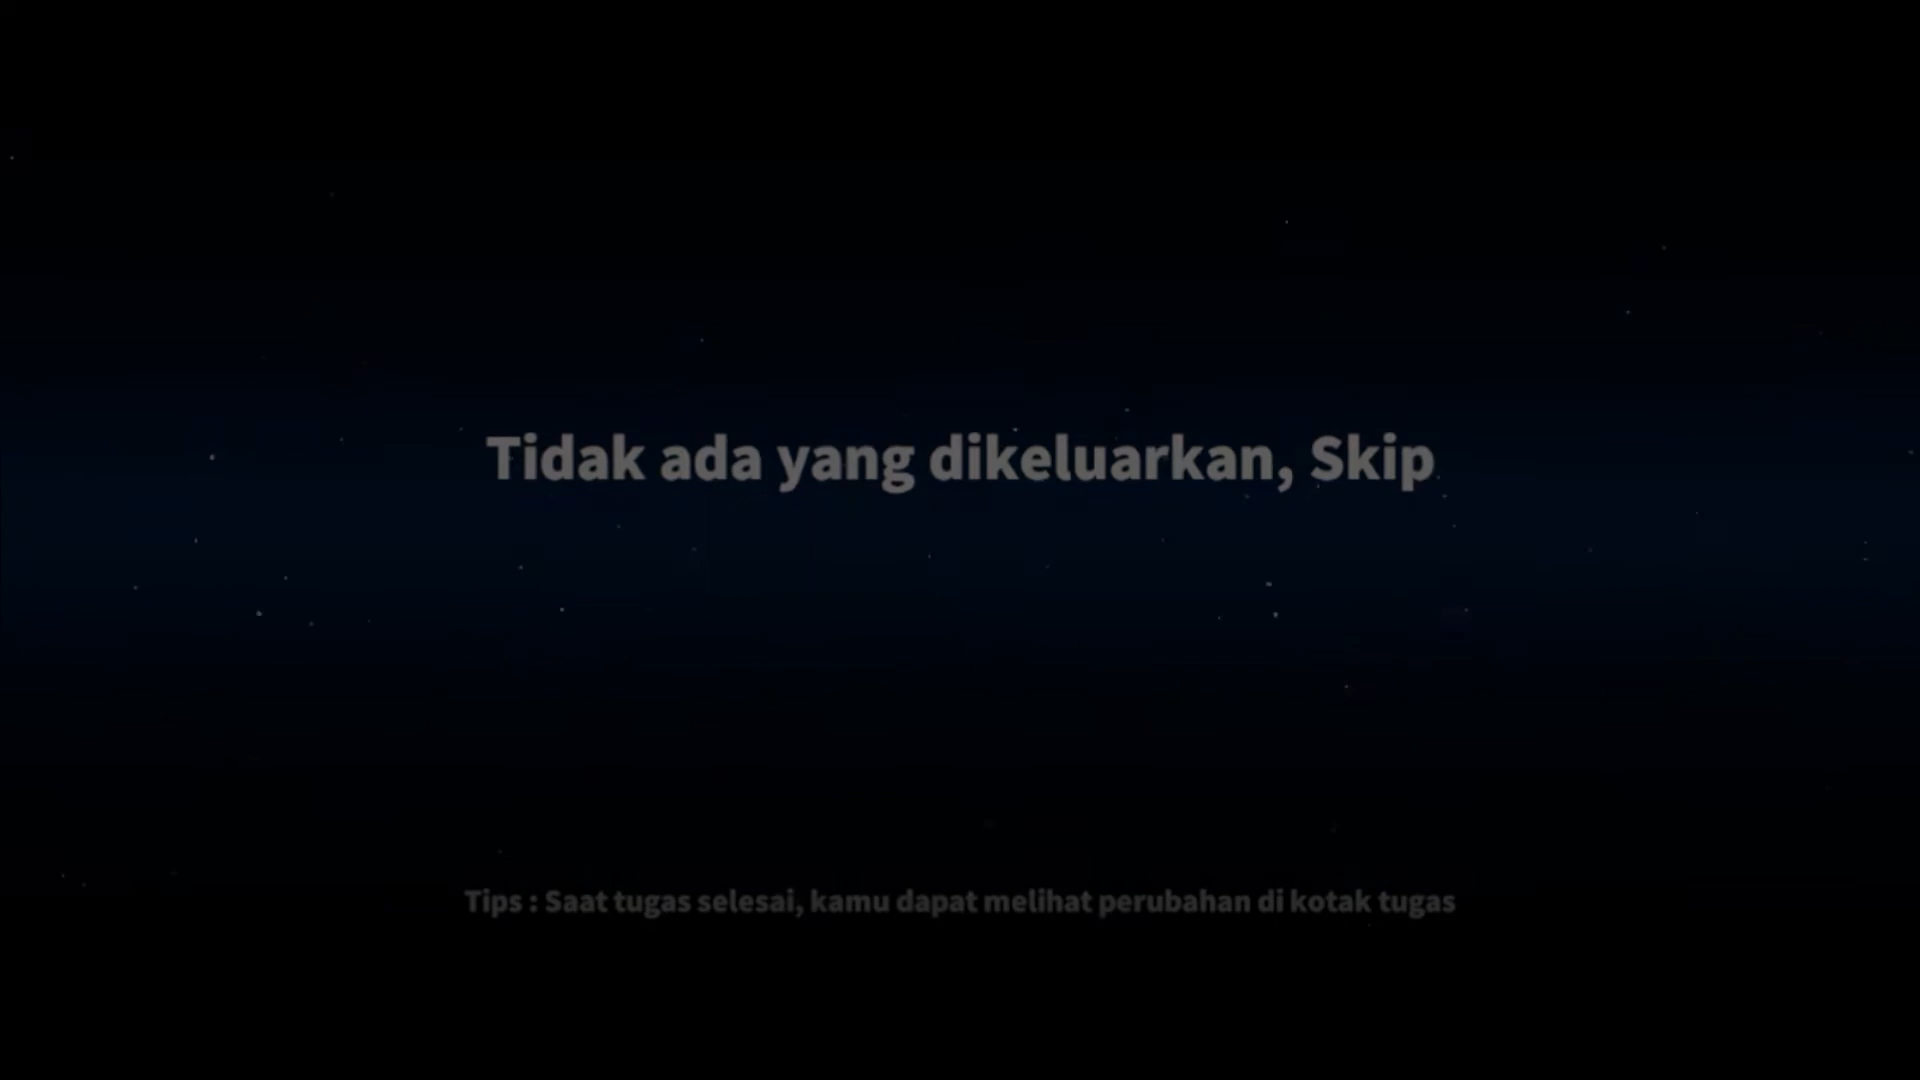 Tidak ada yang dikeluarkan, Skip
Tips : Saat tugas selesai, kamu dapat melihat perubahan di kotak tugas